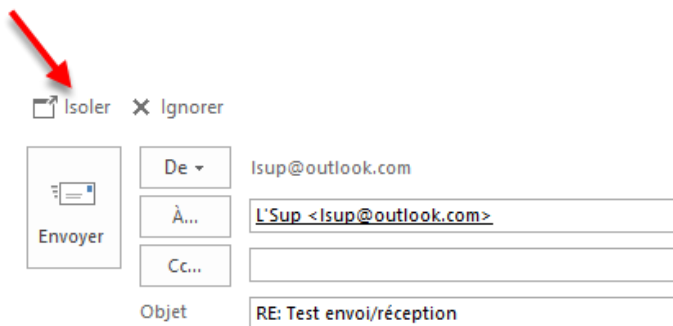 Isoler Ignorer
De lsup@outlook.com
À... L'Sup <lsup@outlook.com>
Envoyer
Cc...
Objet RE: Test envoi/réception